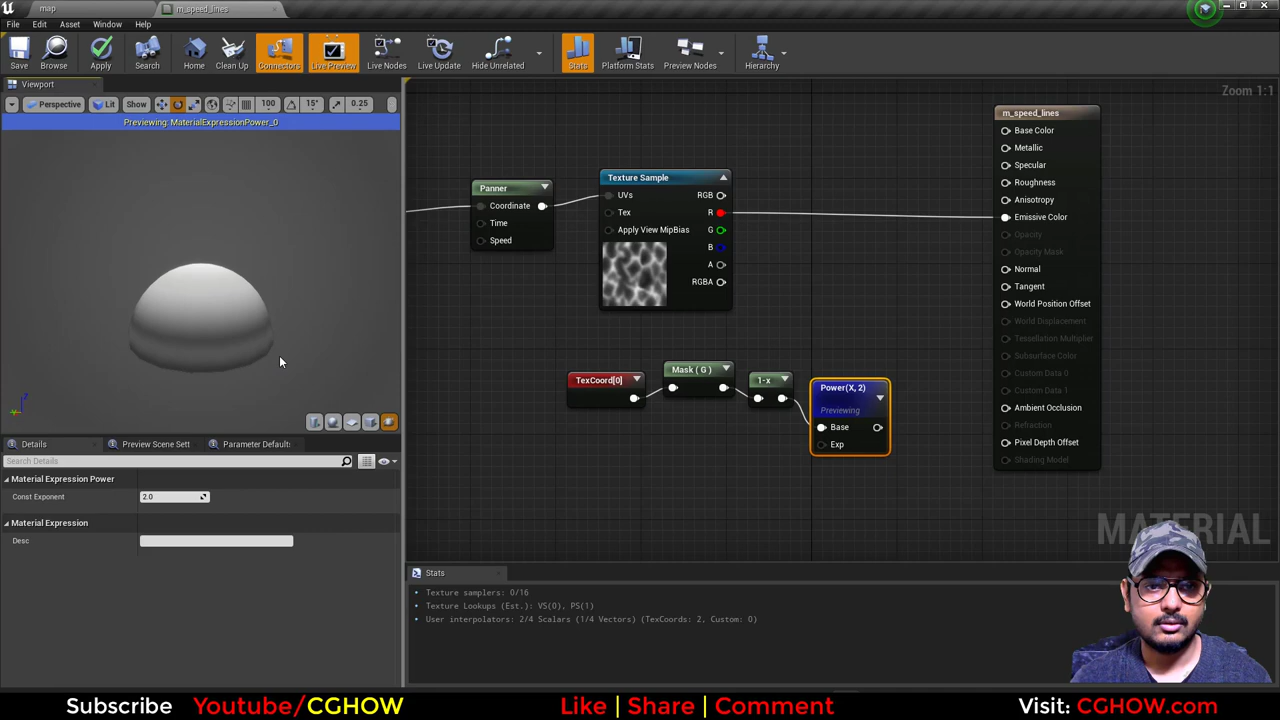 map
m_speed_lines
File Edit Asset Window Help
Save Browse Apply Search Home Clean Up Connectors Live Preview Live Nodes Live Update Hide Unrelated Stats Platform Stats Preview Nodes Hierarchy
Viewport
Perspective Lit Show 100 15° 0.25
Previewing: MaterialExpressionPower_0
Zoom 1:1
Panner
Coordinate
Time
Speed
Texture Sample
UVs RGB
Tex R
Apply View MipBias G
B
A
RGBA
TexCoord[0]
Mask ( G )
1-x
Power(X, 2)
Previewing
Base
Exp
m_speed_lines
Base Color
Metallic
Specular
Roughness
Anisotropy
Emissive Color
Opacity
Opacity Mask
Normal
Tangent
World Position Offset
World Displacement
Tessellation Multiplier
Subsurface Color
Custom Data 0
Custom Data 1
Ambient Occlusion
Refraction
Pixel Depth Offset
Shading Model
MATERIAL
Details Preview Scene Sett Parameter Default:
Search Details
Material Expression Power
Const Exponent 2.0
Material Expression
Desc
Stats
Texture samplers: 0/16
Texture Lookups (Est.): VS(0), PS(1)
User interpolators: 2/4 Scalars (1/4 Vectors) (TexCoords: 2, Custom: 0)
Subscribe Youtube/CGHOW Like | Share | Comment Visit: CGHOW.com